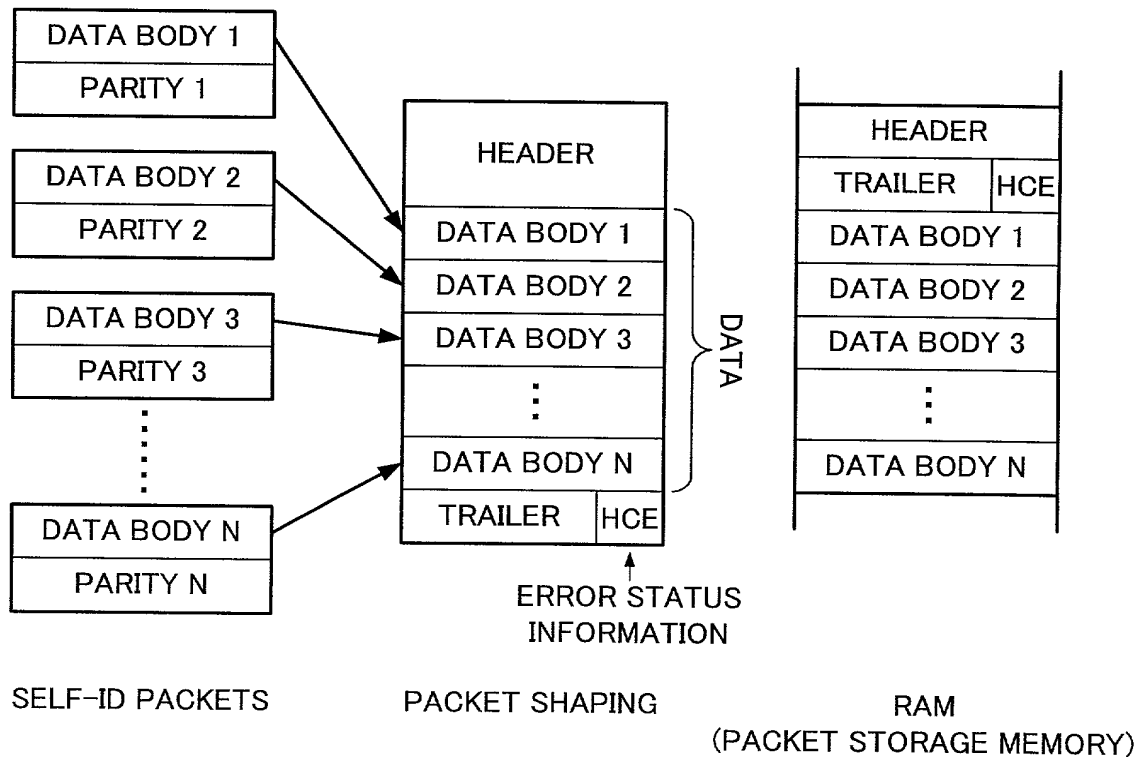 DATA BODY 1
PARITY 1
DATA BODY 2
PARITY 2
DATA BODY 3
PARITY 3
DATA BODY N
PARITY N
SELF-ID PACKETS
HEADER
DATA BODY 1
DATA BODY 2
DATA BODY 3
DATA BODY N
TRAILER HCE
DATA
ERROR STATUS
INFORMATION
PACKET SHAPING
HEADER
TRAILER HCE
DATA BODY 1
DATA BODY 2
DATA BODY 3
DATA BODY N
RAM
(PACKET STORAGE MEMORY)